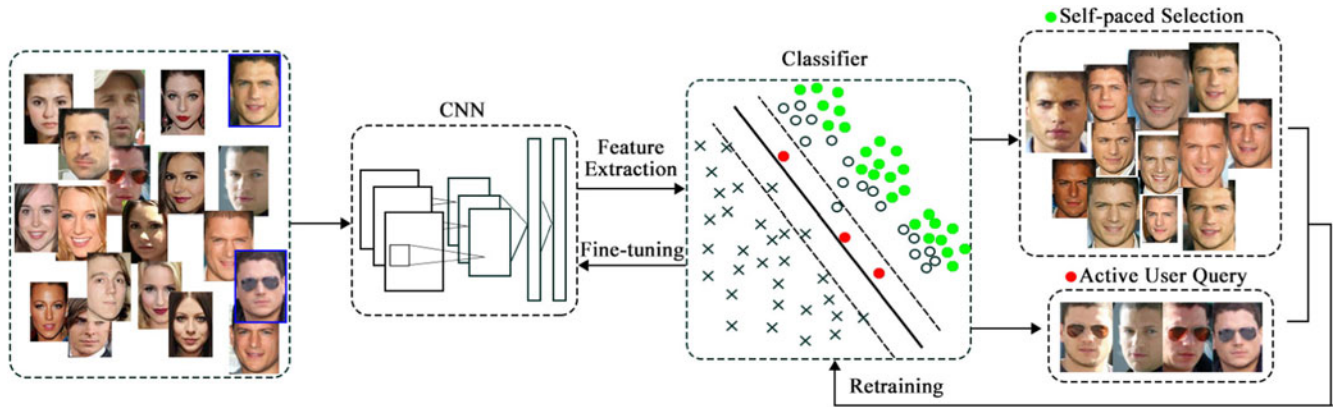 Self-paced Selection
Classifier
CNN
Feature
Extraction
Fine-tuning
Active User Query
Retraining